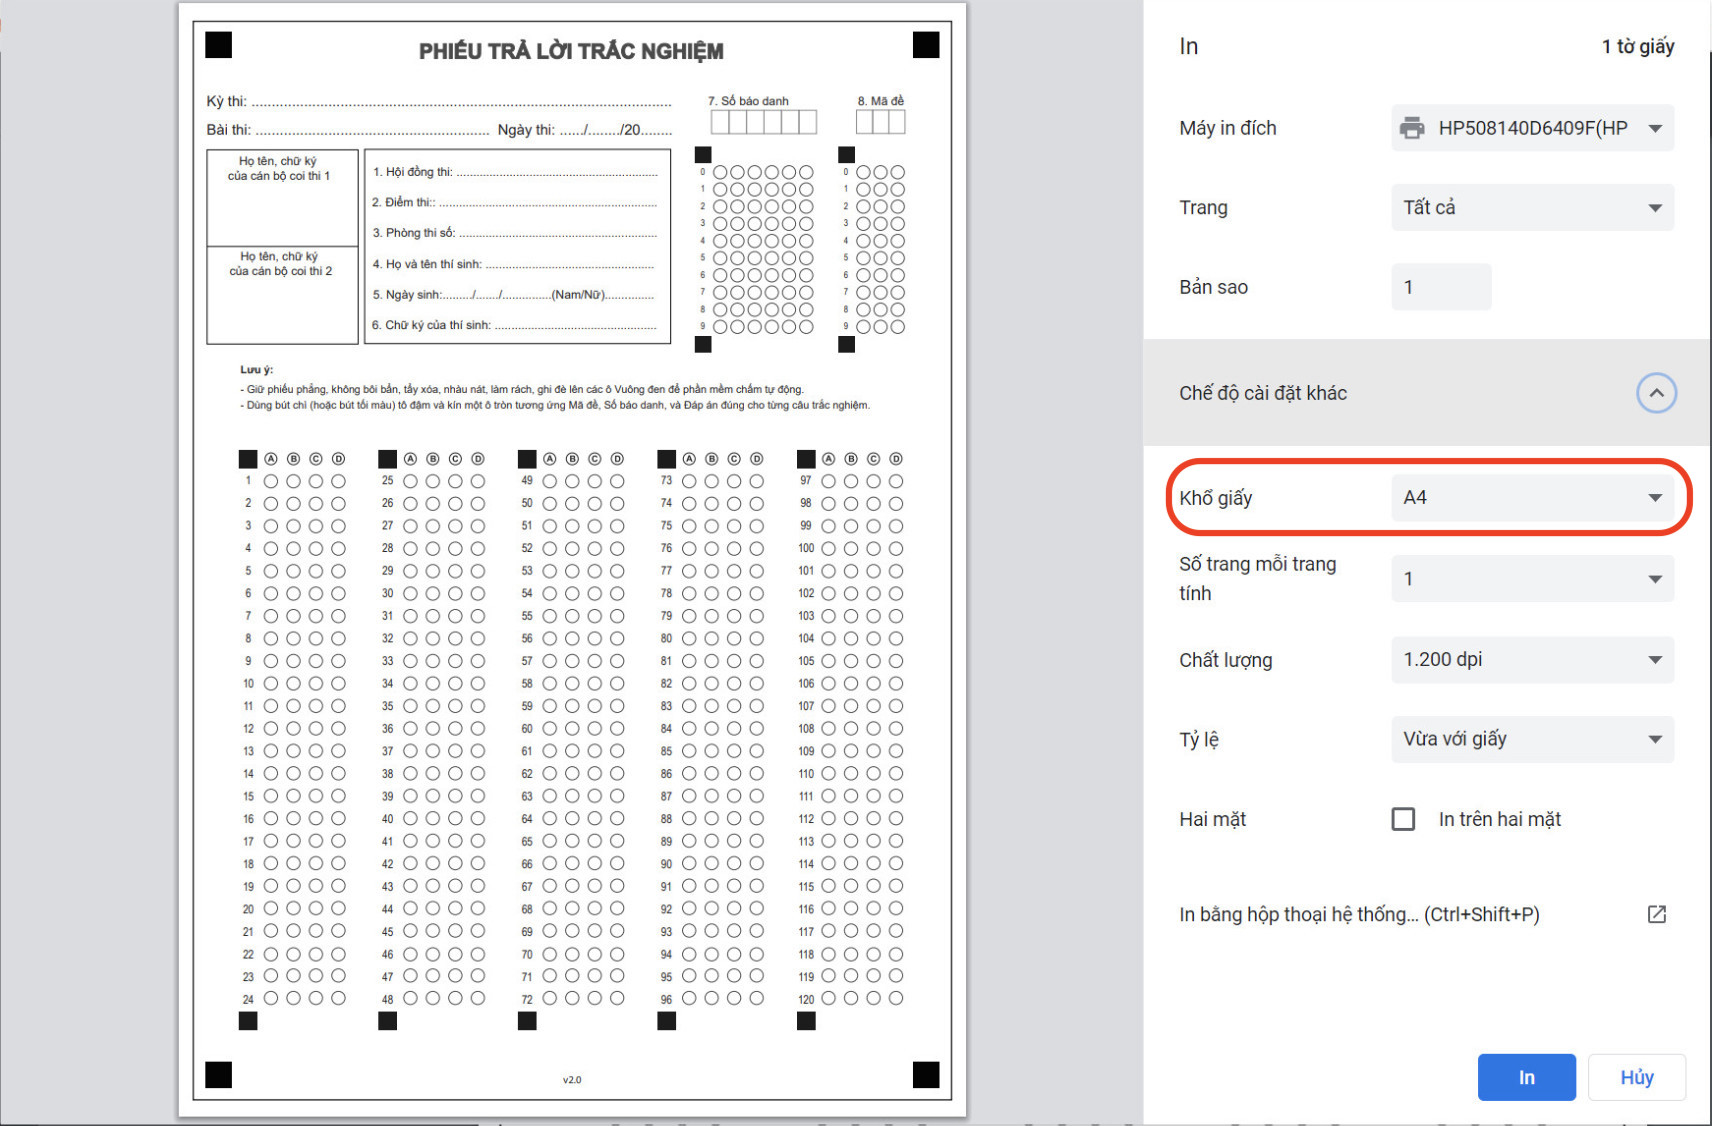 PHIẾU TRẢ LỜI TRẮC NGHIỆM
Kỳ thi: ............................................................................................
Bài thi: .................................................... Ngày thi: ....../......../20........
7. Số báo danh
8. Mã đề
Họ tên, chữ ký
của cán bộ coi thi 1
Họ tên, chữ ký
của cán bộ coi thi 2
1. Hội đồng thi: .............................................................
2. Điểm thi:: ..................................................................
3. Phòng thi số: ............................................................
4. Họ và tên thí sinh: ...................................................
5. Ngày sinh:........./......./...............(Nam/Nữ)...............
6. Chữ ký của thí sinh: .................................................
0 0
1 1
2 2
3 3
4 4
5 5
6 6
7 7
8 8
9 9
Lưu ý:
- Giữ phiếu phẳng, không bôi bẩn, tẩy xóa, nhàu nát, làm rách, ghi đè lên các ô Vuông đen để phần mềm chấm tự động.
- Dùng bút chì (hoặc bút tối màu) tô đậm và kín một ô tròn tương ứng Mã đề, Số báo danh, và Đáp án đúng cho từng câu trắc nghiệm.
A B C D A B C D A B C D A B C D A B C D
1 25 49 73 97
2 26 50 74 98
3 27 51 75 99
4 28 52 76 100
5 29 53 77 101
6 30 54 78 102
7 31 55 79 103
8 32 56 80 104
9 33 57 81 105
10 34 58 82 106
11 35 59 83 107
12 36 60 84 108
13 37 61 85 109
14 38 62 86 110
15 39 63 87 111
16 40 64 88 112
17 41 65 89 113
18 42 66 90 114
19 43 67 91 115
20 44 68 92 116
21 45 69 93 117
22 46 70 94 118
23 47 71 95 119
24 48 72 96 120
v2.0
In 1 tờ giấy
Máy in đích HP508140D6409F(HP
Trang Tất cả
Bản sao 1
Chế độ cài đặt khác
Khổ giấy A4
Số trang mỗi trang
tính
1
Chất lượng 1.200 dpi
Tỷ lệ Vừa với giấy
Hai mặt In trên hai mặt
In bằng hộp thoại hệ thống... (Ctrl+Shift+P)
In Hủy